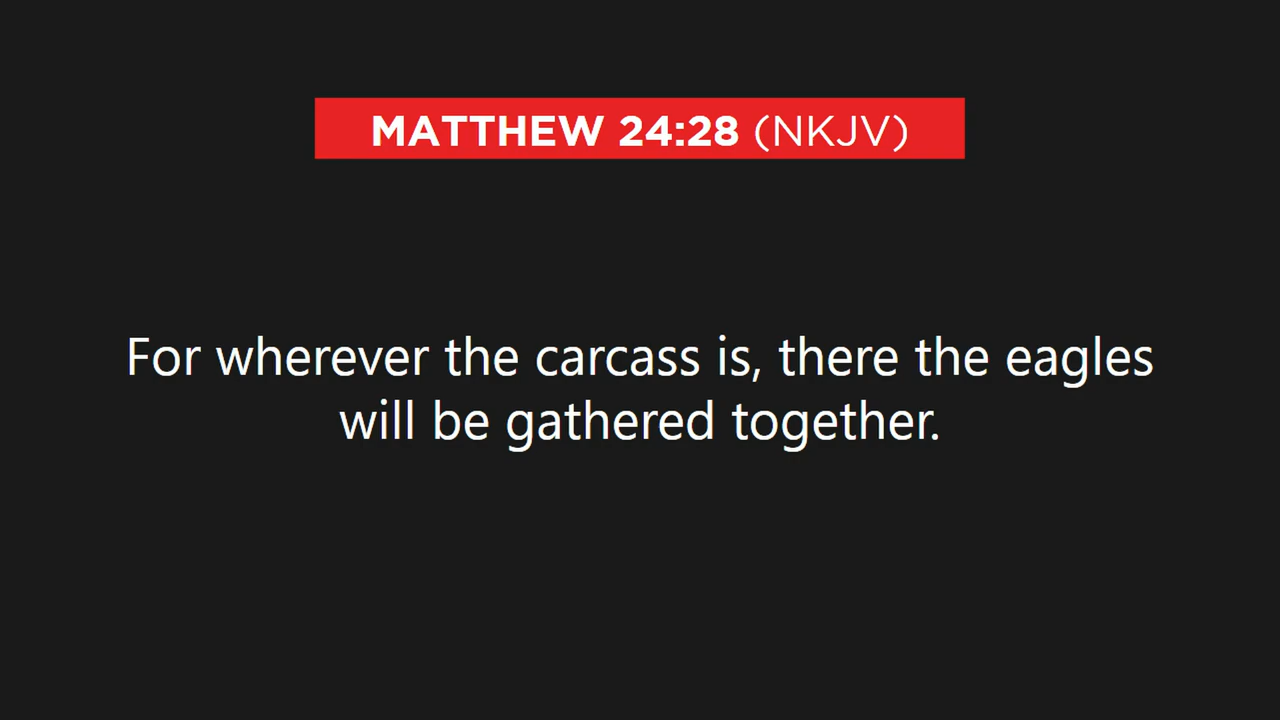 MATTHEW 24:28 (NKJV)
For wherever the carcass is, there the eagles
will be gathered together.